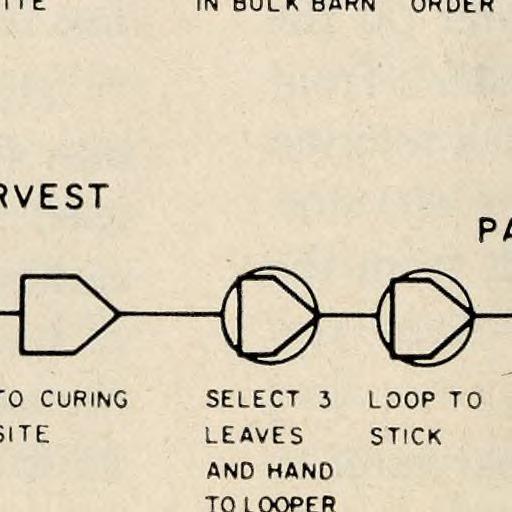 IN BULK BARN ORDER
RVEST
PA
TO CURING
SITE
SELECT 3
LEAVES
AND HAND
TO LOOPER
LOOP TO
STICK